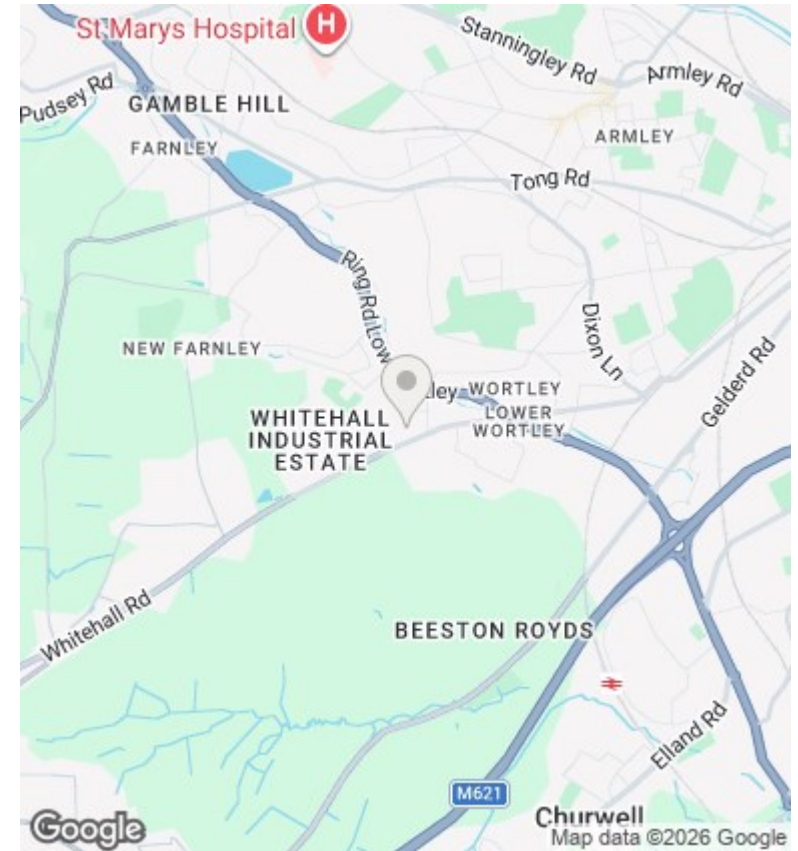 St Marys Hospital
H
Stanningley Rd
Armley Rd
Pudsey Rd
GAMBLE HILL
FARNLEY
ARMLEY
Tong Rd
Ring Rd Low
tley
Dixon Ln
Gelderd Rd
NEW FARNLEY
WORTLEY
LOWER
WORTLEY
WHITEHALL
INDUSTRIAL
ESTATE
Whitehall Rd
BEESTON ROYDS
Elland Rd
M621
Churwell
Google
Map data ©2026 Google